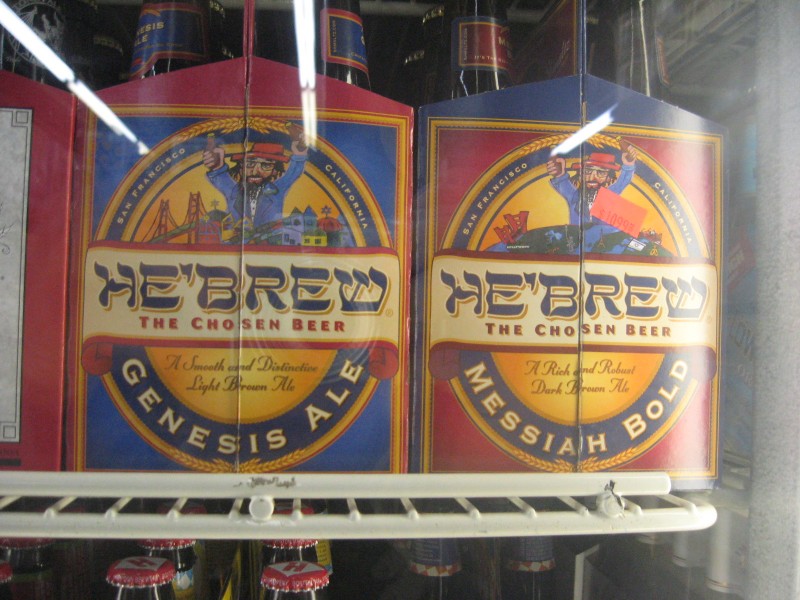 SAN FRANCISCO
CALIFORNIA
HE'BREW
THE CHOSEN BEER
A Smooth and Distinctive
Light Brown Ale
GENESIS ALE
SAN FRANCISCO
CALIFORNIA
HE'BREW
THE CHOSEN BEER
A Rich and Robust
Dark Brown Ale
MESSIAH BOLD